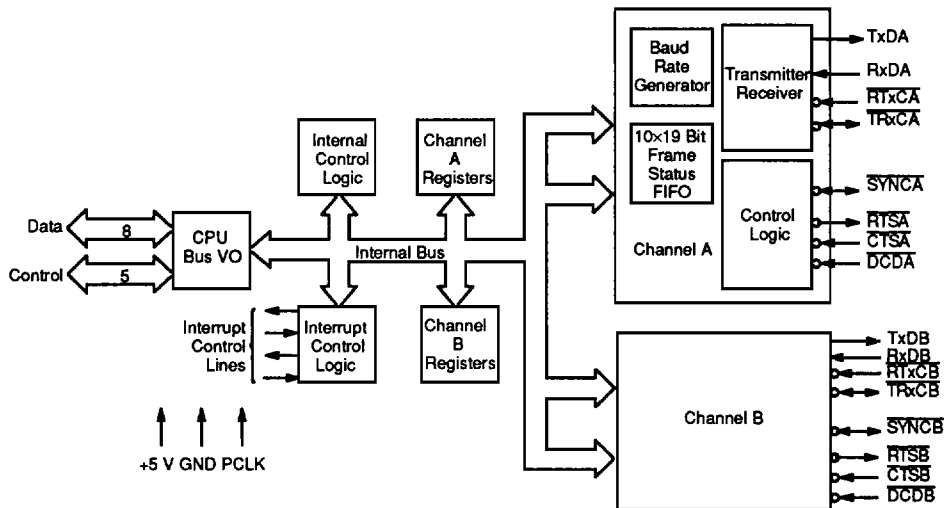 Baud
Rate
Generator
Transmitter
Receiver
TxDA
RxDA
RTxCA
TRxCA
10×19 Bit
Frame
Status
FIFO
Channel A
Control
Logic
SYNCA
RTSA
CTSA
DCDA
Internal
Control
Logic
Channel
A
Registers
Data
8
CPU
Bus VO
Control
5
Internal Bus
Interrupt
Control
Lines
Interrupt
Control
Logic
Channel
B
Registers
+5 V GND PCLK
Channel B
TxDB
RxDB
RTxCB
TRxCB
SYNCB
RTSB
CTSB
DCDB